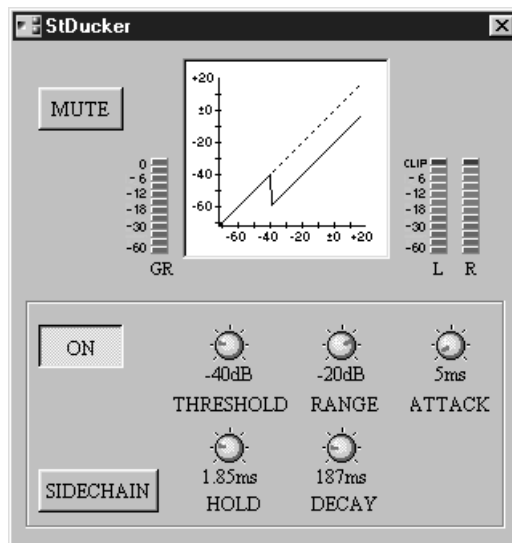 StDucker
MUTE
+20
±0
-20
-40
-60
-60 -40 -20 ±0 +20
0
-6
-12
-18
-30
-60
GR
CLIP
-6
-12
-18
-30
-60
L R
ON
-40dB -20dB 5ms
THRESHOLD RANGE ATTACK
1.85ms 187ms
SIDECHAIN HOLD DECAY